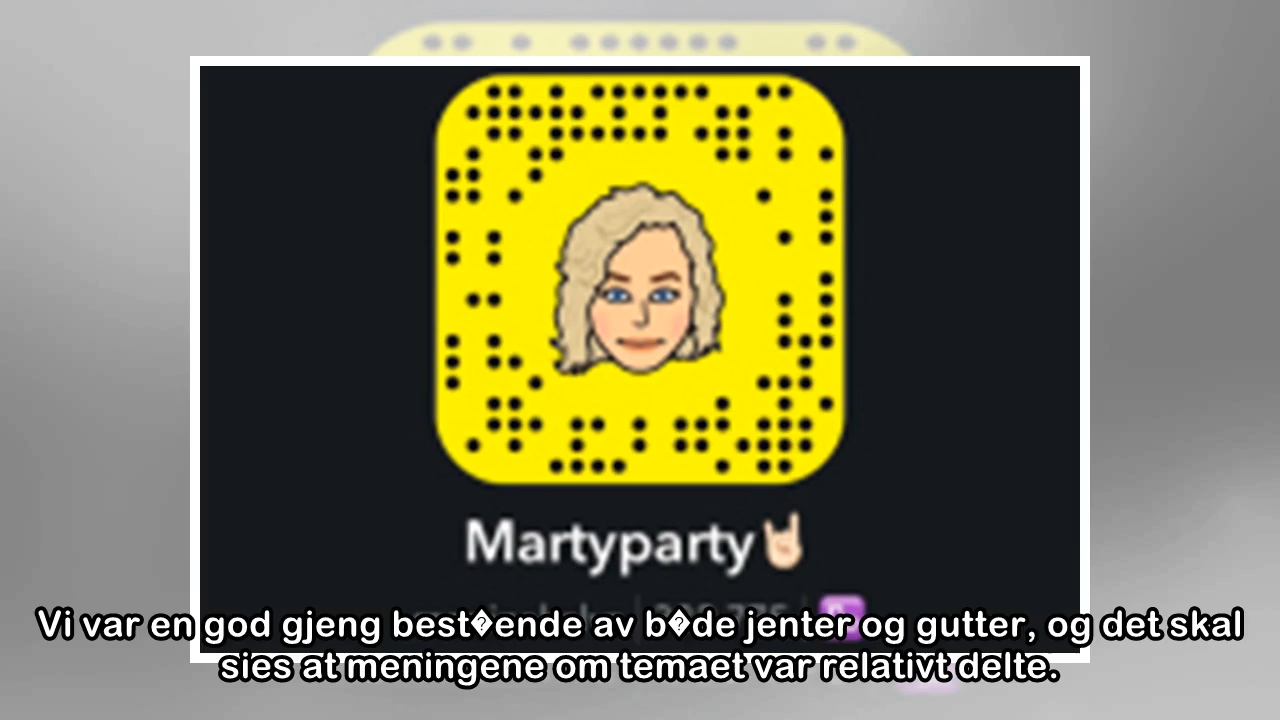 Martyparty🤘🏻
Vi var en god gjeng best�ende av b�de jenter og gutter, og det skal
sies at meningene om temaet var relativt delte.